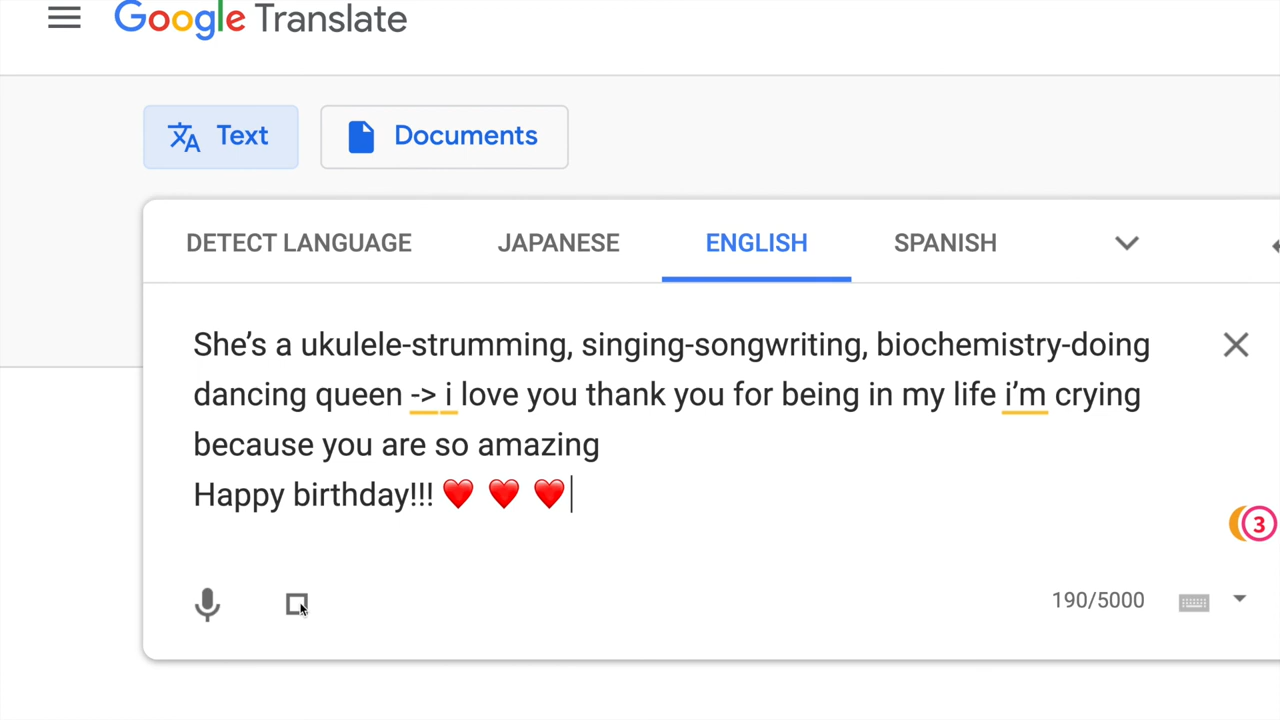 Google Translate
Text
Documents
DETECT LANGUAGE
JAPANESE
ENGLISH
SPANISH
She’s a ukulele-strumming, singing-songwriting, biochemistry-doing
dancing queen -> i love you thank you for being in my life i’m crying
because you are so amazing
Happy birthday!!! ❤️ ❤️ ❤️
3
190/5000